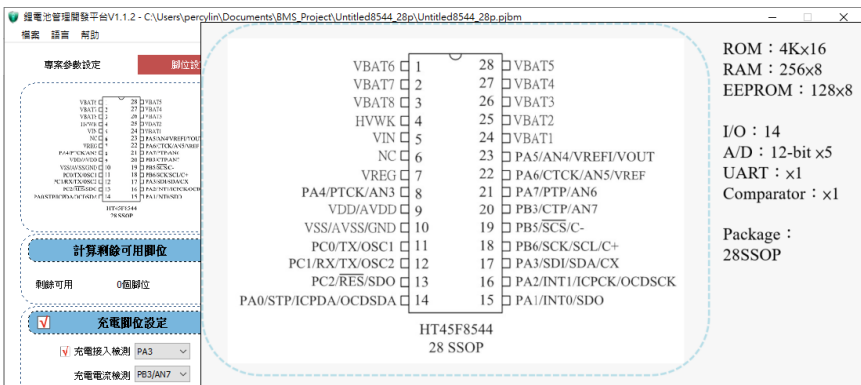 鋰電池管理開發平台V1.1.2 - C:\Users\percylin\Documents\BMS_Project\Untitled8544_28p\Untitled8544_28p.pjbm
檔案 語言 幫助
專案參數設定
腳位設
VBAT6 1 28 VBAT5
VBAT7 2 27 VBAT4
VBAT8 3 26 VBAT3
HVWK 4 25 VBAT2
VIN 5 24 VBAT1
NC 6 23 PA5/AN4/VREFI/VOUT
VREG 7 22 PA6/CTCK/AN5/VREF
PA4/PTCK/AN3 8 21 PA7/PTP/AN6
VDD/AVDD 9 20 PB3/CTP/AN7
VSS/AVSS/GND 10 19 PB5/SCS/C-
PC0/TX/OSC1 11 18 PB6/SCK/SCL/C+
PC1/RX/TX/OSC2 12 17 PA3/SDI/SDA/CX
PC2/RES/SDO 13 16 PA2/INT1/ICPCK/OCDSCK
PA0/STP/ICPDA/OCDSDA 14 15 PA1/INT0/SDO
HT45F8544
28 SSOP
ROM：4K×16
RAM：256x8
EEPROM：128x8
I/O：14
A/D：12-bit ×5
UART：×1
Comparator：×1
Package：
28SSOP
HT45F8544
28 SSOP
計算剩餘可用腳位
剩餘可用 0個腳位
充電腳位設定
充電接入檢測 PA3
充電電流檢測 PB3/AN7